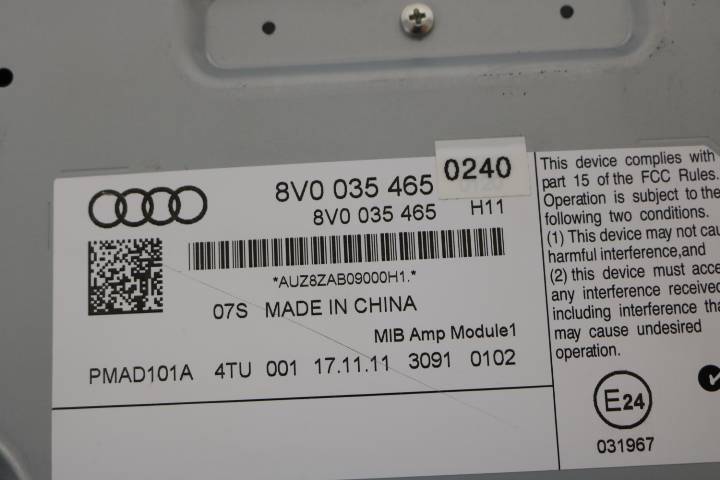 8V0 035 465
0240
8V0 035 465 H11
*AUZ8ZAB09000H1.*
07S MADE IN CHINA
MIB Amp Module1
PMAD101A 4TU 001 17.11.11 3091 0102
This device complies with
part 15 of the FCC Rules.
Operation is subject to the
following two conditions.
(1) This device may not
harmful interference,and
(2) this device must
any interference received
including interference
may cause undesired
operation.
E24
031967